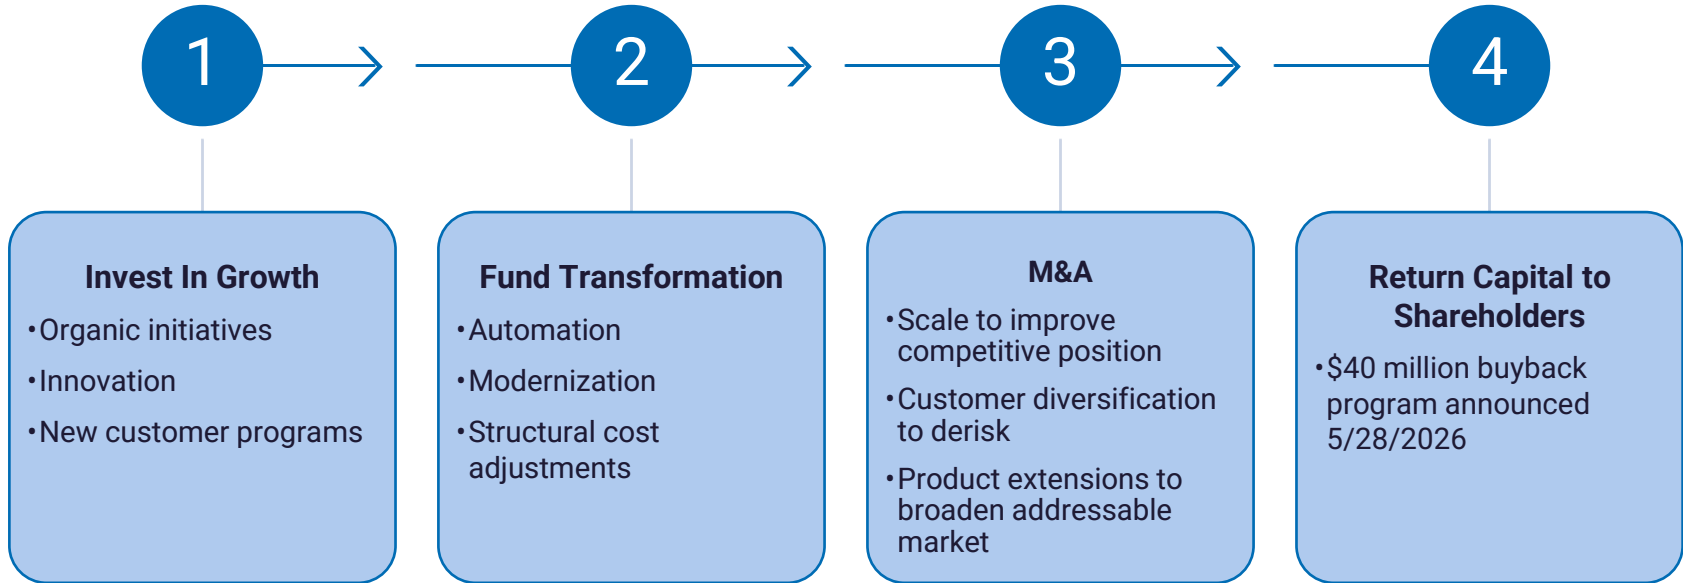 1
2
3
4
Invest In Growth
•Organic initiatives
•Innovation
•New customer programs
Fund Transformation
•Automation
•Modernization
•Structural cost
adjustments
M&A
•Scale to improve
competitive position
•Customer diversification
to derisk
•Product extensions to
broaden addressable
market
Return Capital to
Shareholders
•$40 million buyback
program announced
5/28/2026